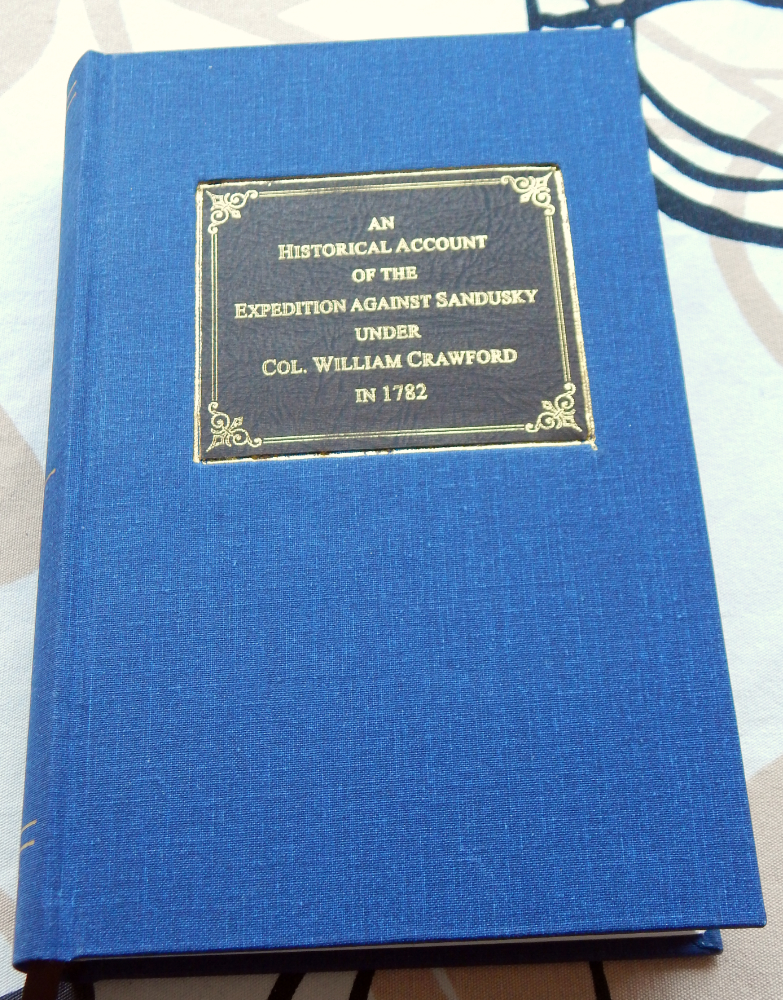 AN
HISTORICAL ACCOUNT
OF THE
EXPEDITION AGAINST SANDUSKY
UNDER
COL. WILLIAM CRAWFORD
IN 1782